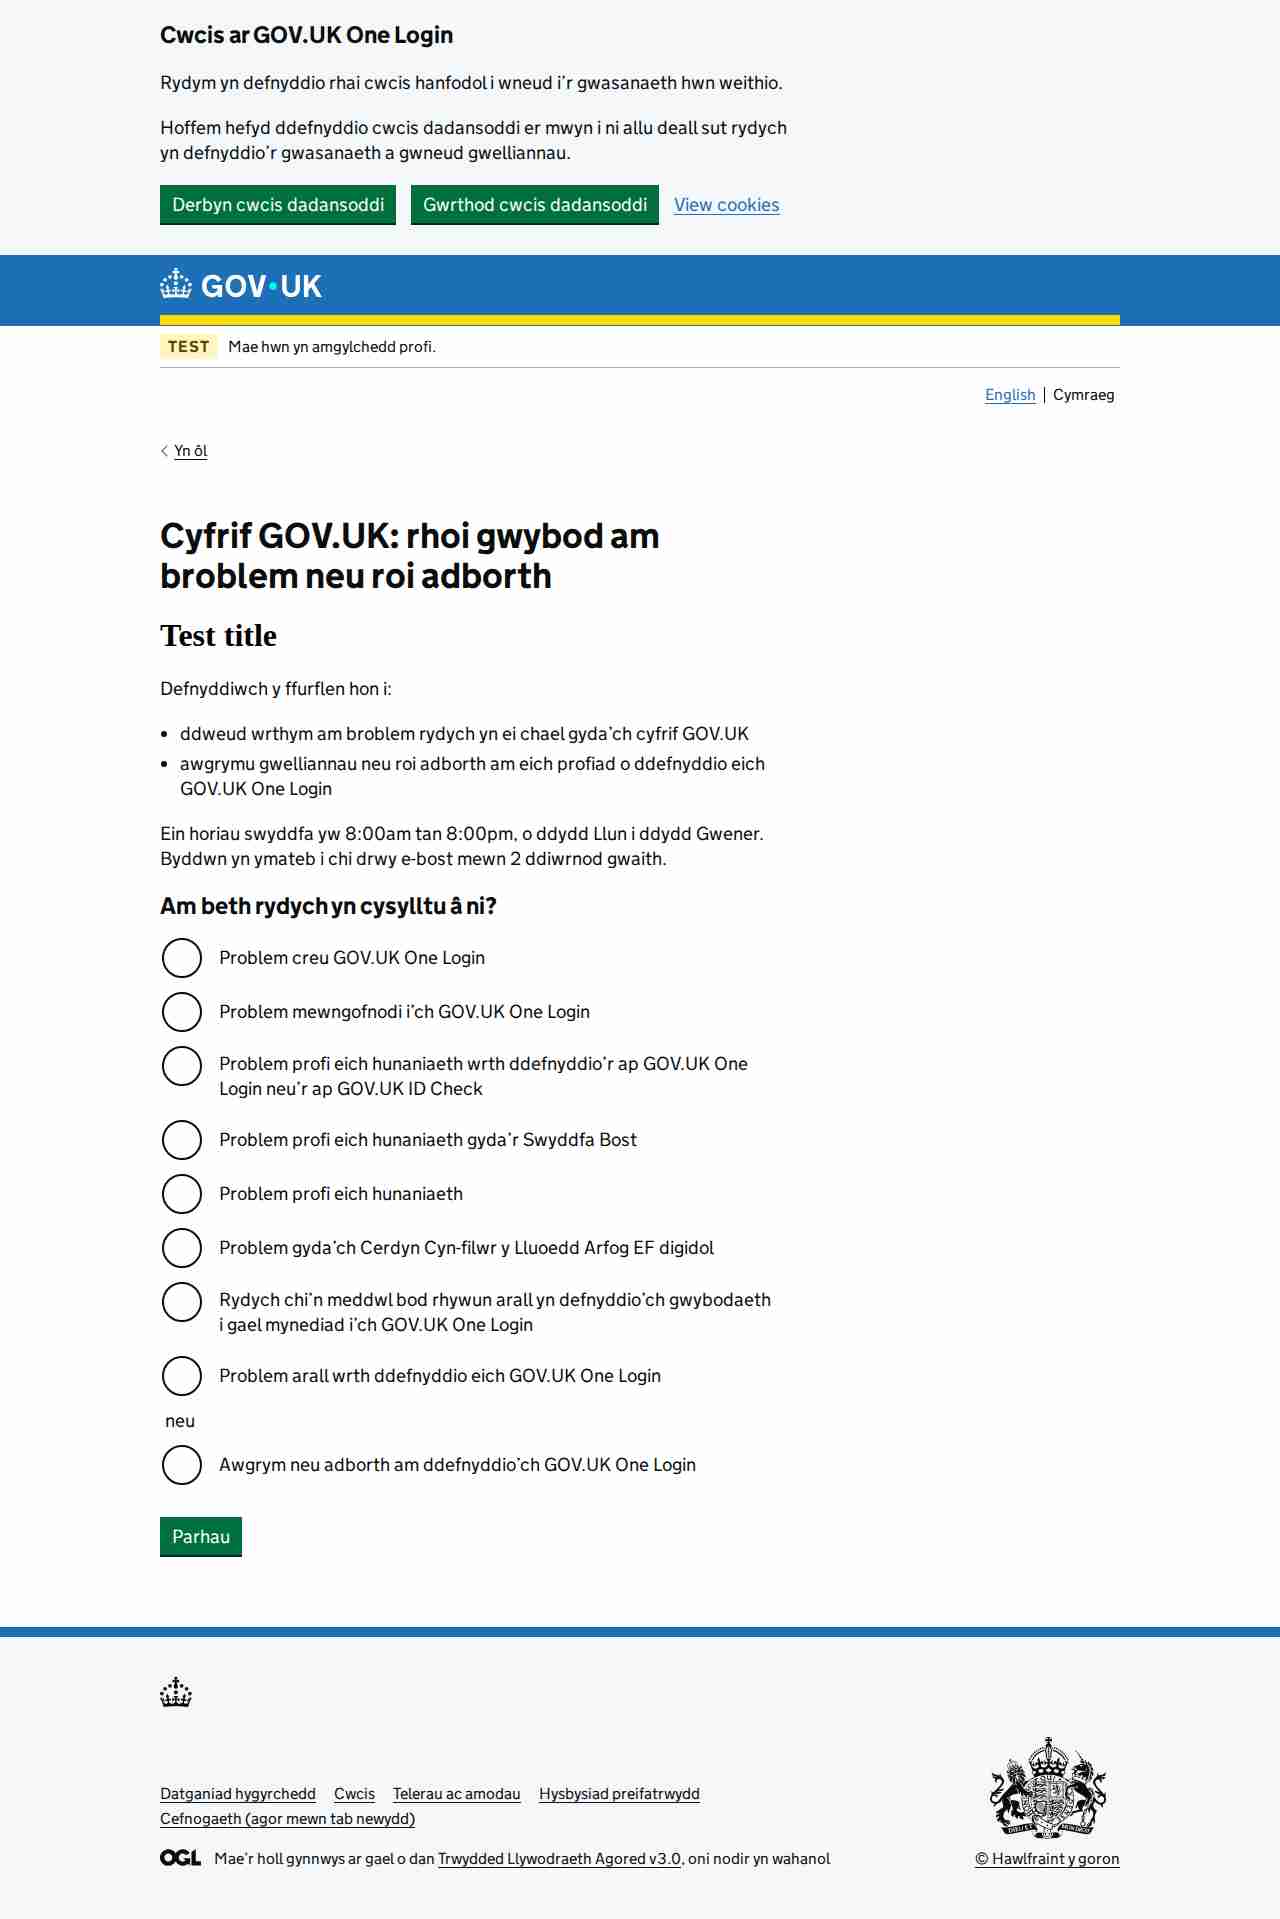 Cwcis ar GOV.UK One Login
Rydym yn defnyddio rhai cwcis hanfodol i wneud i’r gwasanaeth hwn weithio.
Hoffem hefyd ddefnyddio cwcis dadansoddi er mwyn i ni allu deall sut rydych
yn defnyddio’r gwasanaeth a gwneud gwelliannau.
Derbyn cwcis dadansoddi Gwrthod cwcis dadansoddi View cookies
GOV·UK
TEST Mae hwn yn amgylchedd profi.
English | Cymraeg
Yn ôl
Cyfrif GOV.UK: rhoi gwybod am
broblem neu roi adborth
Test title
Defnyddiwch y ffurflen hon i:
• ddweud wrthym am broblem rydych yn ei chael gyda’ch cyfrif GOV.UK
• awgrymu gwelliannau neu roi adborth am eich profiad o ddefnyddio eich
GOV.UK One Login
Ein horiau swyddfa yw 8:00am tan 8:00pm, o ddydd Llun i ddydd Gwener.
Byddwn yn ymateb i chi drwy e-bost mewn 2 ddiwrnod gwaith.
Am beth rydych yn cysylltu â ni?
Problem creu GOV.UK One Login
Problem mewngofnodi i’ch GOV.UK One Login
Problem profi eich hunaniaeth wrth ddefnyddio’r ap GOV.UK One
Login neu’r ap GOV.UK ID Check
Problem profi eich hunaniaeth gyda’r Swyddfa Bost
Problem profi eich hunaniaeth
Problem gyda’ch Cerdyn Cyn-filwr y Lluoedd Arfog EF digidol
Rydych chi’n meddwl bod rhywun arall yn defnyddio’ch gwybodaeth
i gael mynediad i’ch GOV.UK One Login
Problem arall wrth ddefnyddio eich GOV.UK One Login
neu
Awgrym neu adborth am ddefnyddio’ch GOV.UK One Login
Parhau
Datganiad hygyrchedd Cwcis Telerau ac amodau Hysbysiad preifatrwydd
Cefnogaeth (agor mewn tab newydd)
OGL Mae’r holl gynnwys ar gael o dan Trwydded Llywodraeth Agored v3.0, oni nodir yn wahanol
© Hawlfraint y goron